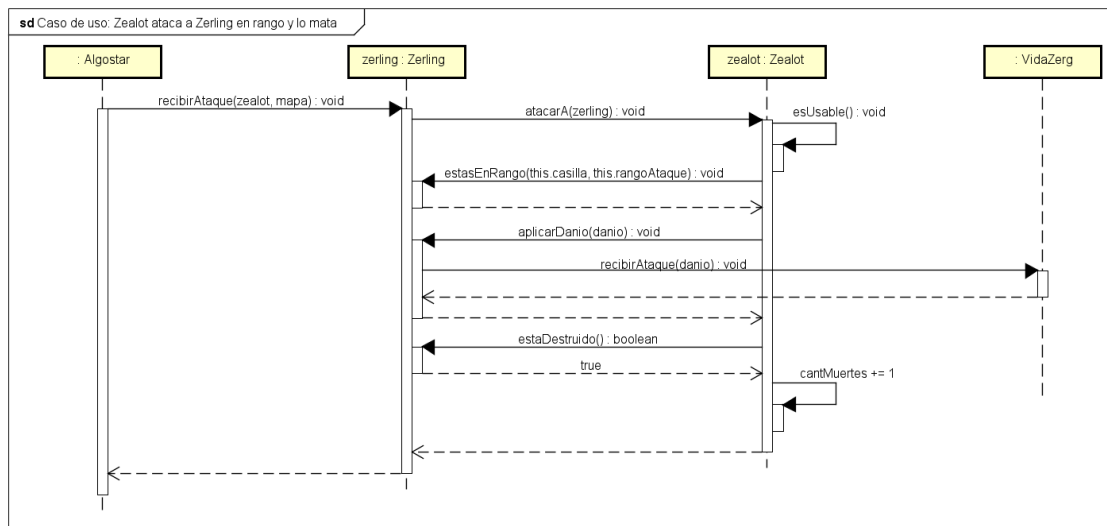 sd Caso de uso: Zealot ataca a Zerling en rango y lo mata
: Algostar
zerling : Zerling
zealot : Zealot
: VidaZerg
recibirAtaque(zealot, mapa) : void
atacarA(zerling) : void
esUsable() : void
estasEnRango(this.casilla, this.rangoAtaque) : void
aplicarDanio(danio) : void
recibirAtaque(danio) : void
estaDestruido() : boolean
true
cantMuertes += 1